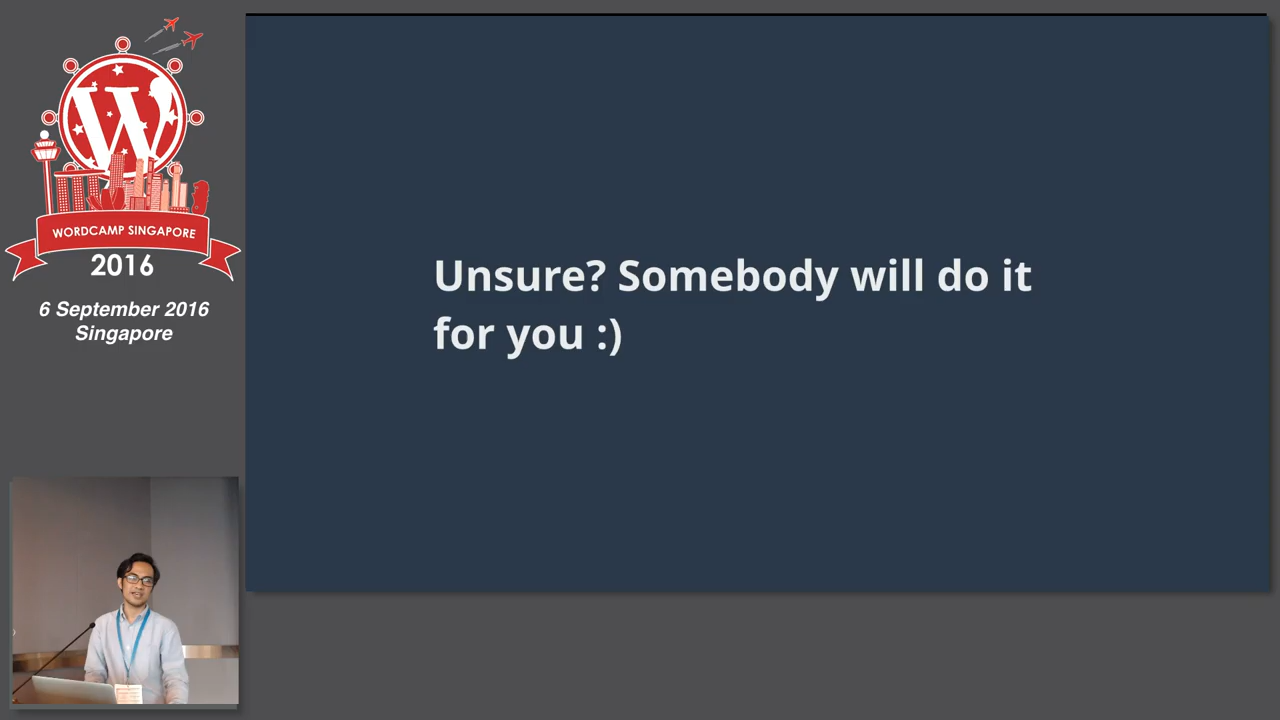 W
WORDCAMP SINGAPORE
2016
6 September 2016
Singapore
Unsure? Somebody will do it
for you :)